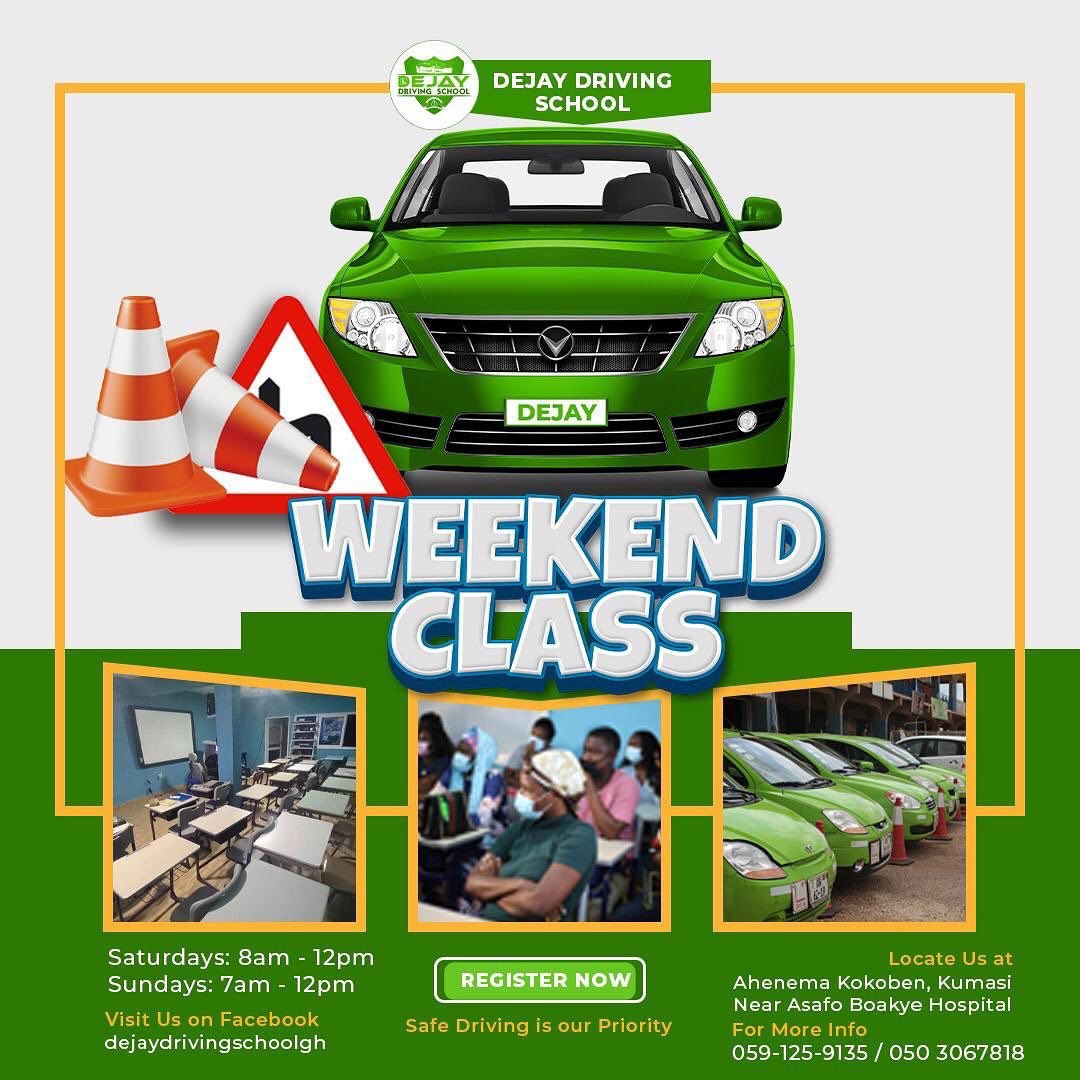 DEJAY
DRIVING SCHOOL
DEJAY DRIVING
SCHOOL
DEJAY
WEEKEND
CLASS
Saturdays: 8am - 12pm
Sundays: 7am - 12pm
Visit Us on Facebook
dejaydrivingschoolgh
REGISTER NOW
Safe Driving is our Priority
Locate Us at
Ahenema Kokoben, Kumasi
Near Asafo Boakye Hospital
For More Info
059-125-9135 / 050 3067818